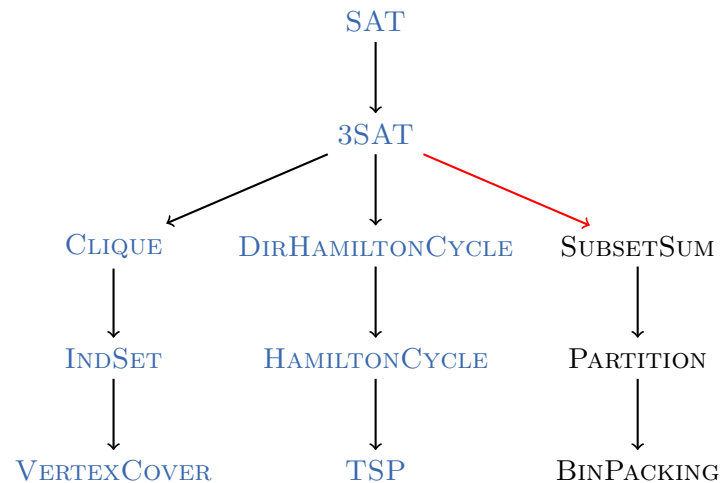 SAT
3SAT
CLIQUE DIRHAMILTONCYCLE SUBSETSUM
INDSET HAMILTONCYCLE PARTITION
VERTEXCOVER TSP BINPACKING